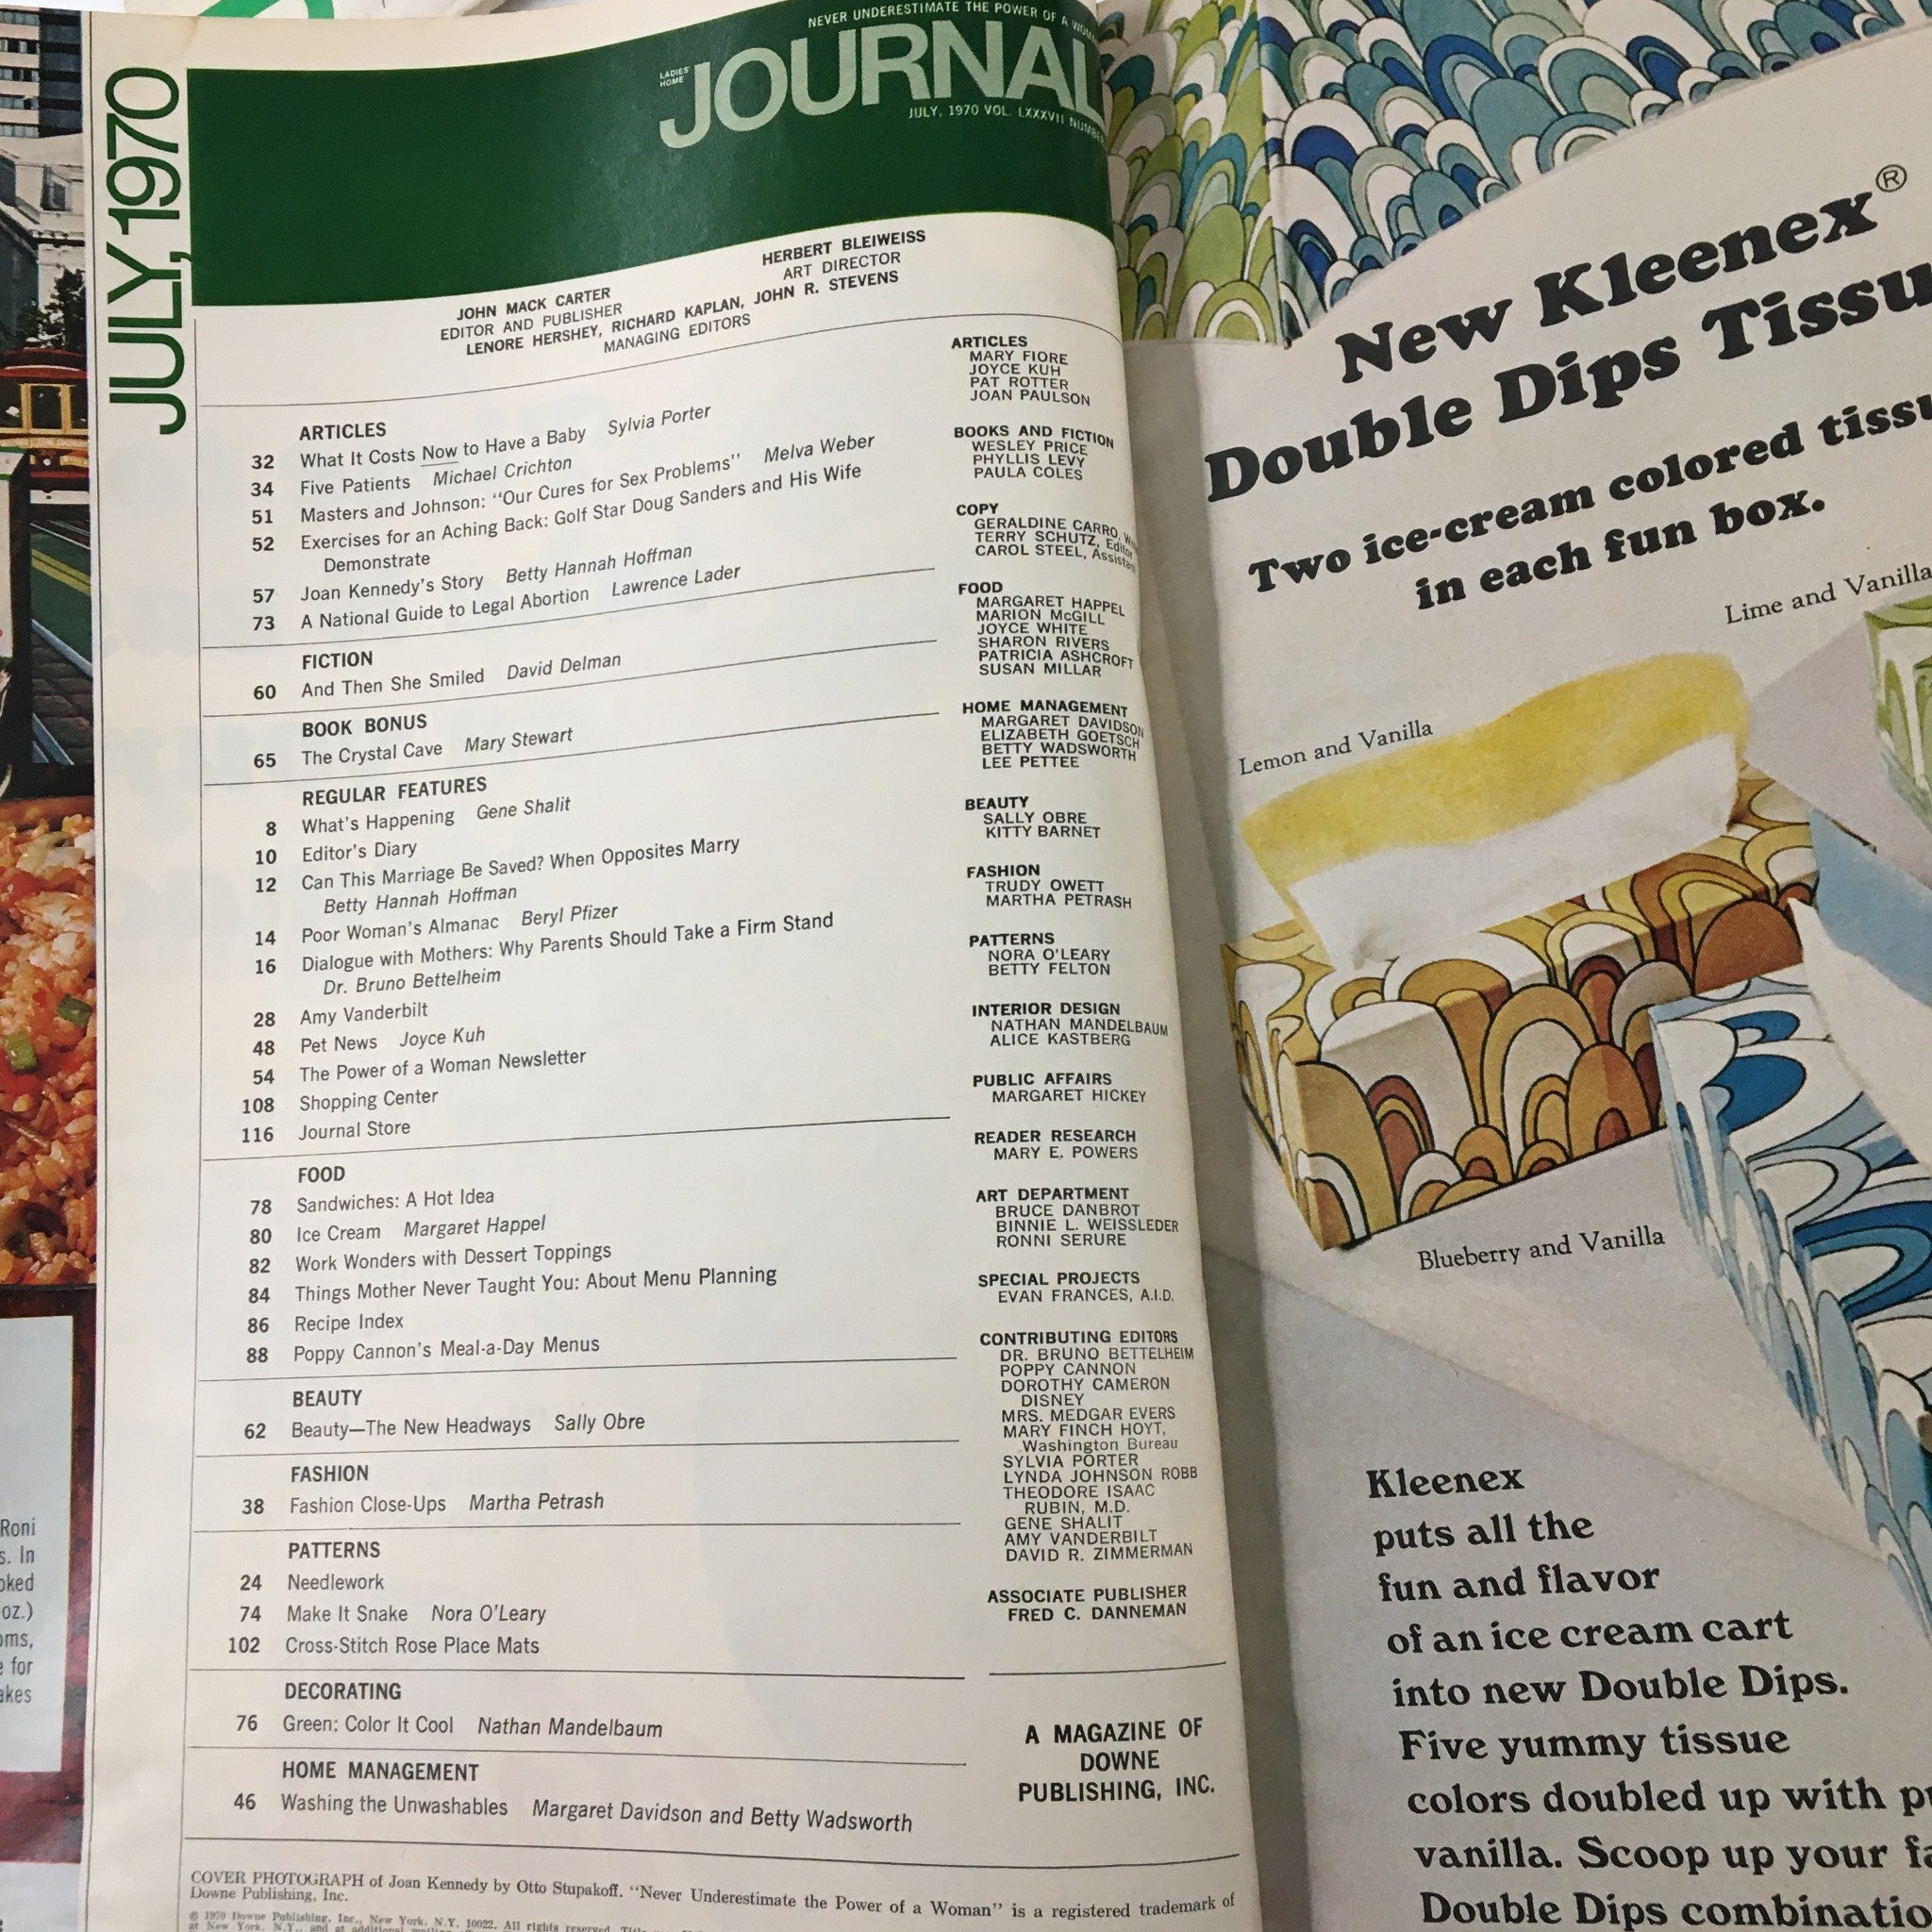 JULY, 1970
NEVER UNDERESTIMATE THE POWER OF A
LADIES' HOME
JOURNAL
JULY, 1970 VOL. LXXXVII
HERBERT BLEIWEISS
ART DIRECTOR
JOHN MACK CARTER
EDITOR AND PUBLISHER
LENORE HERSHEY, RICHARD KAPLAN, JOHN R. STEVENS
MANAGING EDITORS
ARTICLES
32 What It Costs Now to Have a Baby Sylvia Porter
34 Five Patients Michael Crichton
51 Masters and Johnson: "Our Cures for Sex Problems" Melva Weber
52 Exercises for an Aching Back: Golf Star Doug Sanders and His Wife
Demonstrate
57 Joan Kennedy's Story Betty Hannah Hoffman
73 A National Guide to Legal Abortion Lawrence Lader
FICTION
60 And Then She Smiled David Delman
BOOK BONUS
65 The Crystal Cave Mary Stewart
REGULAR FEATURES
8 What's Happening Gene Shalit
10 Editor's Diary
12 Can This Marriage Be Saved? When Opposites Marry
Betty Hannah Hoffman
14 Poor Woman's Almanac Beryl Pfizer
16 Dialogue with Mothers: Why Parents Should Take a Firm Stand
Dr. Bruno Bettelheim
28 Amy Vanderbilt
48 Pet News Joyce Kuh
54 The Power of a Woman Newsletter
108 Shopping Center
116 Journal Store
FOOD
78 Sandwiches: A Hot Idea
80 Ice Cream Margaret Happel
82 Work Wonders with Dessert Toppings
84 Things Mother Never Taught You: About Menu Planning
86 Recipe Index
88 Poppy Cannon's Meal-a-Day Menus
BEAUTY
62 Beauty—The New Headways Sally Obre
FASHION
38 Fashion Close-Ups Martha Petrash
PATTERNS
24 Needlework
74 Make It Snake Nora O'Leary
102 Cross-Stitch Rose Place Mats
DECORATING
76 Green: Color It Cool Nathan Mandelbaum
HOME MANAGEMENT
46 Washing the Unwashables Margaret Davidson and Betty Wadsworth
ARTICLES
MARY FIORE
JOYCE KUH
PAT ROTTER
JOAN PAULSON
BOOKS AND FICTION
WESLEY PRICE
PHYLLIS LEVY
PAULA COLES
COPY
GERALDINE CARRO,
TERRY SCHUTZ, Editor
CAROL STEEL, Assistant
FOOD
MARGARET HAPPEL
MARION McGILL
JOYCE WHITE
SHARON RIVERS
PATRICIA ASHCROFT
SUSAN MILLAR
HOME MANAGEMENT
MARGARET DAVIDSON
ELIZABETH GOETSCH
BETTY WADSWORTH
LEE PETTEE
BEAUTY
SALLY OBRE
KITTY BARNET
FASHION
TRUDY OWETT
MARTHA PETRASH
PATTERNS
NORA O'LEARY
BETTY FELTON
INTERIOR DESIGN
NATHAN MANDELBAUM
ALICE KASTBERG
PUBLIC AFFAIRS
MARGARET HICKEY
READER RESEARCH
MARY E. POWERS
ART DEPARTMENT
BRUCE DANBROT
BINNIE L. WEISSLEDER
RONNI SERURE
SPECIAL PROJECTS
EVAN FRANCES, A.I.D.
CONTRIBUTING EDITORS
DR. BRUNO BETTELHEIM
POPPY CANNON
DOROTHY CAMERON
DISNEY
MRS. MEDGAR EVERS
MARY FINCH HOYT,
Washington Bureau
SYLVIA PORTER
LYNDA JOHNSON ROBB
THEODORE ISAAC
RUBIN, M.D.
GENE SHALIT
AMY VANDERBILT
DAVID R. ZIMMERMAN
ASSOCIATE PUBLISHER
FRED C. DANNEMAN
A MAGAZINE OF
DOWNE
PUBLISHING, INC.
COVER PHOTOGRAPH of Joan Kennedy by Otto Stupakoff. "Never Underestimate the Power of a Woman" is a registered trademark of
Downe Publishing, Inc.
© 1970 Downe Publishing, Inc., New York, N.Y. 10022. All rights reserved.
at New York, N.Y., and at additional mailing
New Kleenex®
Double Dips
Two ice-cream colored
in each fun box.
Lime and Vanilla
Lemon and Vanilla
Blueberry and Vanilla
Kleenex
puts all the
fun and flavor
of an ice cream cart
into new Double Dips.
Five yummy tissue
colors doubled up with
vanilla. Scoop up your
Double Dips
Roni
s. In
oz.)
for